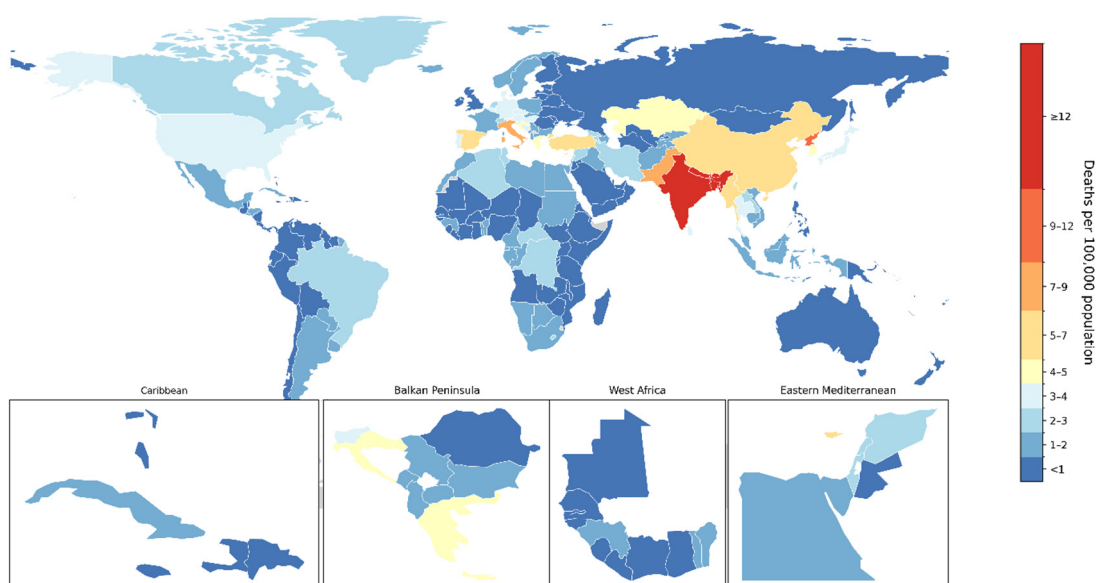 ≥12
9-12
7-9
5-7
4-5
3-4
2-3
1-2
<1
Deaths per 100,000 population
Caribbean
Balkan Peninsula
West Africa
Eastern Mediterranean